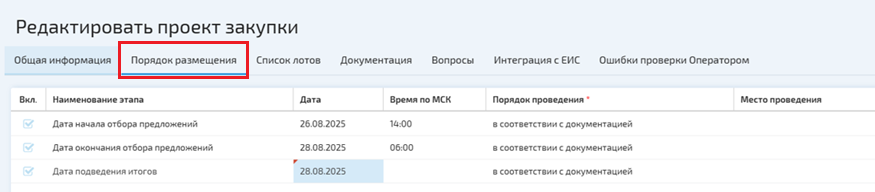 Редактировать проект закупки
Общая информация Порядок размещения Список лотов Документация Вопросы Интеграция с ЕИС Ошибки проверки Оператором
Вкл. Наименование этапа Дата Время по МСК Порядок проведения * Место проведения
Дата начала отбора предложений 26.08.2025 14:00 в соответствии с документацией
Дата окончания отбора предложений 28.08.2025 06:00 в соответствии с документацией
Дата подведения итогов 28.08.2025 в соответствии с документацией